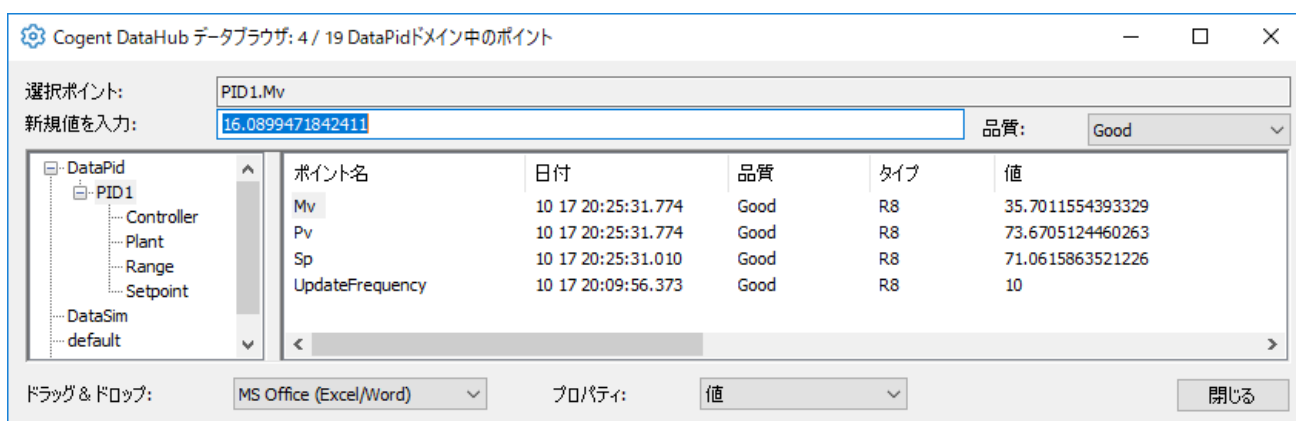 Cogent DataHub データブラウザ: 4 / 19 DataPidドメイン中のポイント
選択ポイント: PID1.Mv
新規値を入力: 16.0899471842411 品質: Good
DataPid
PID1
Controller
Plant
Range
Setpoint
DataSim
default
ポイント名 日付 品質 タイプ 値
Mv 10 17 20:25:31.774 Good R8 35.7011554393329
Pv 10 17 20:25:31.774 Good R8 73.6705124460263
Sp 10 17 20:25:31.010 Good R8 71.0615863521226
UpdateFrequency 10 17 20:09:56.373 Good R8 10
ドラッグ & ドロップ: MS Office (Excel/Word) プロパティ: 値 閉じる